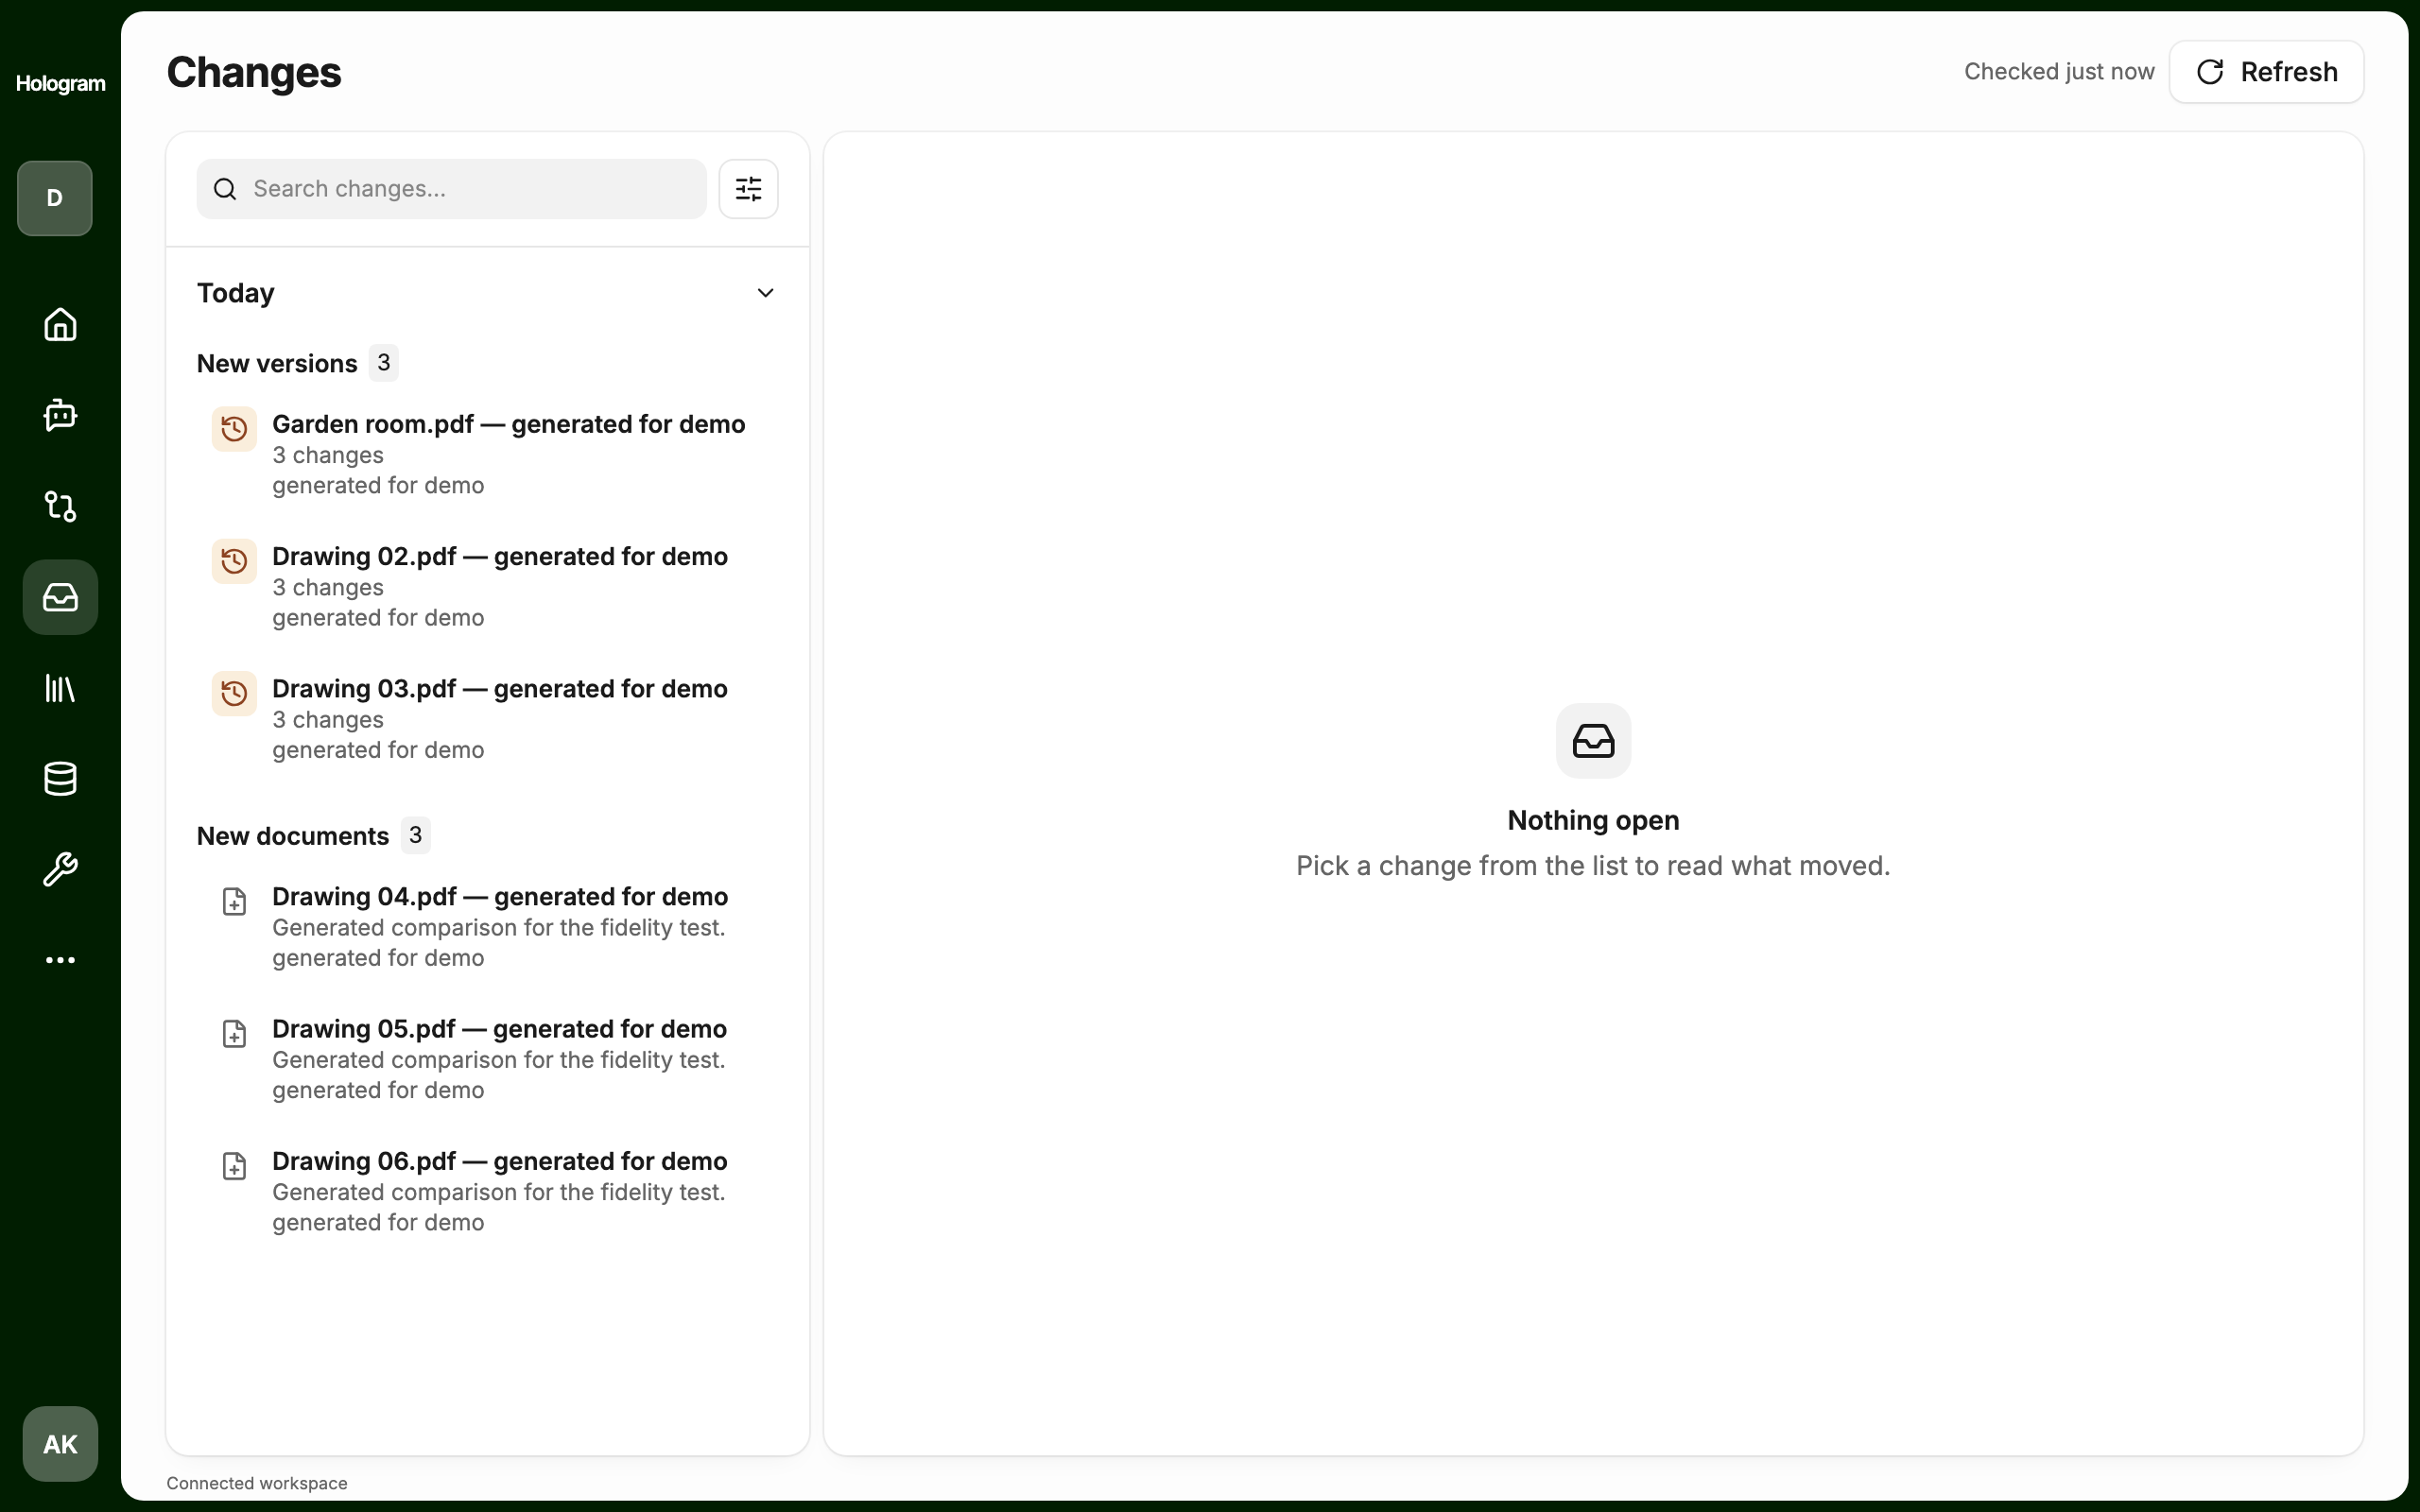 Hologram
D
AK
Changes
Checked just now
Refresh
Search changes...
Today
New versions 3
Garden room.pdf — generated for demo
3 changes
generated for demo
Drawing 02.pdf — generated for demo
3 changes
generated for demo
Drawing 03.pdf — generated for demo
3 changes
generated for demo
New documents 3
Drawing 04.pdf — generated for demo
Generated comparison for the fidelity test.
generated for demo
Drawing 05.pdf — generated for demo
Generated comparison for the fidelity test.
generated for demo
Drawing 06.pdf — generated for demo
Generated comparison for the fidelity test.
generated for demo
Nothing open
Pick a change from the list to read what moved.
Connected workspace